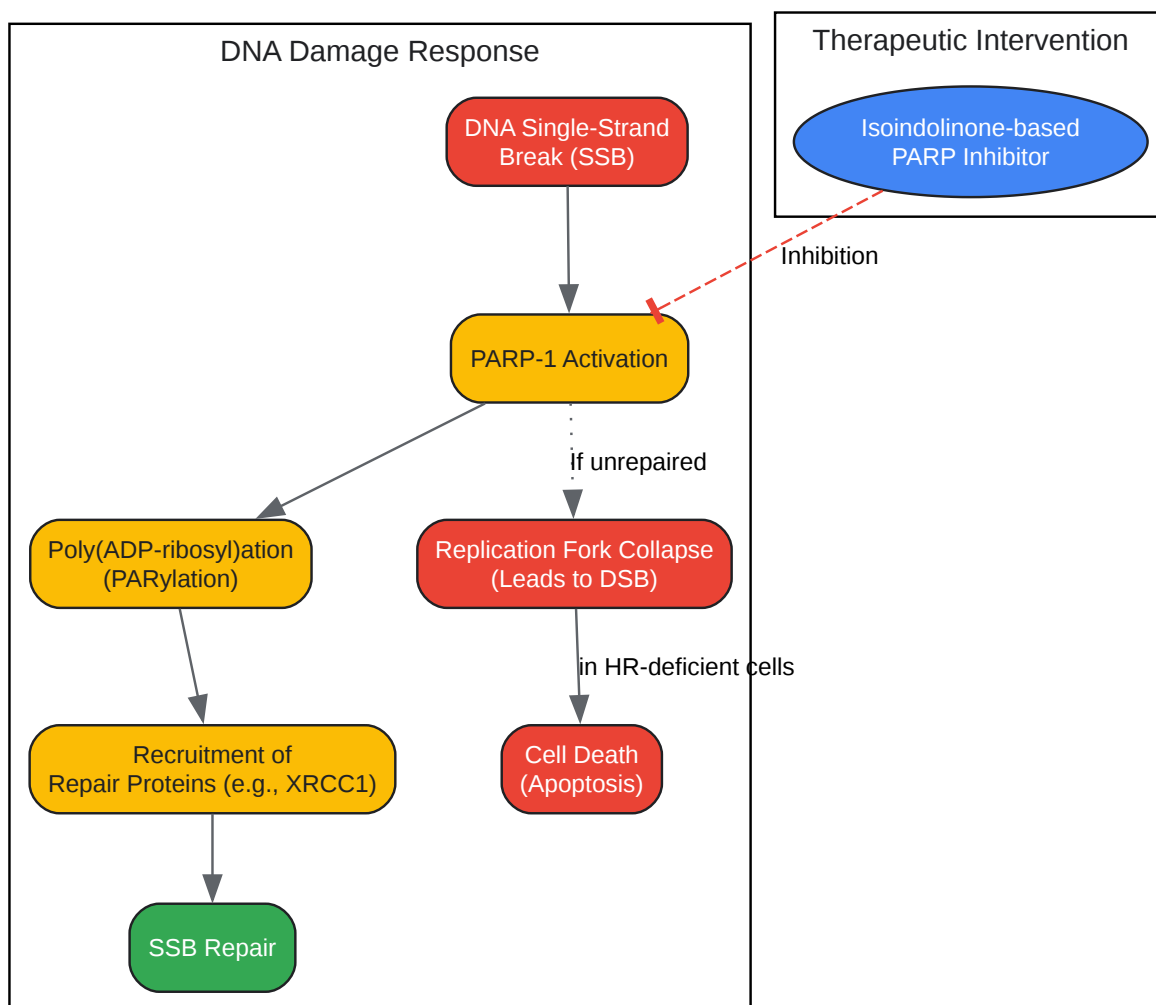 DNA Damage Response
Therapeutic Intervention
DNA Single-Strand
Break (SSB)
Isoindolinone-based
PARP Inhibitor
Inhibition
PARP-1 Activation
If unrepaired
Poly(ADP-ribosyl)ation
(PARylation)
Replication Fork Collapse
(Leads to DSB)
in HR-deficient cells
Recruitment of
Repair Proteins (e.g., XRCC1)
Cell Death
(Apoptosis)
SSB Repair